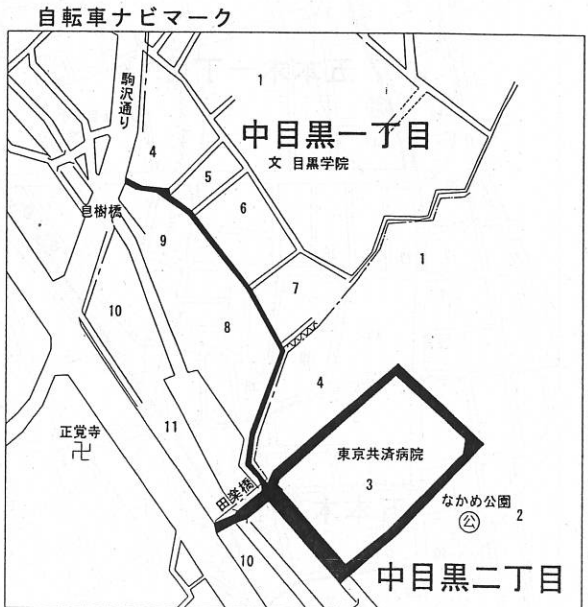 自転車ナビマーク
駒沢通り
1
中目黒一丁目
文 目黒学院
4
5
6
皀樹橋
9
1
7
10
8
4
11
正覚寺
卍
東京共済病院
3
田楽橋
なかめ公園
公
2
10
中目黒二丁目